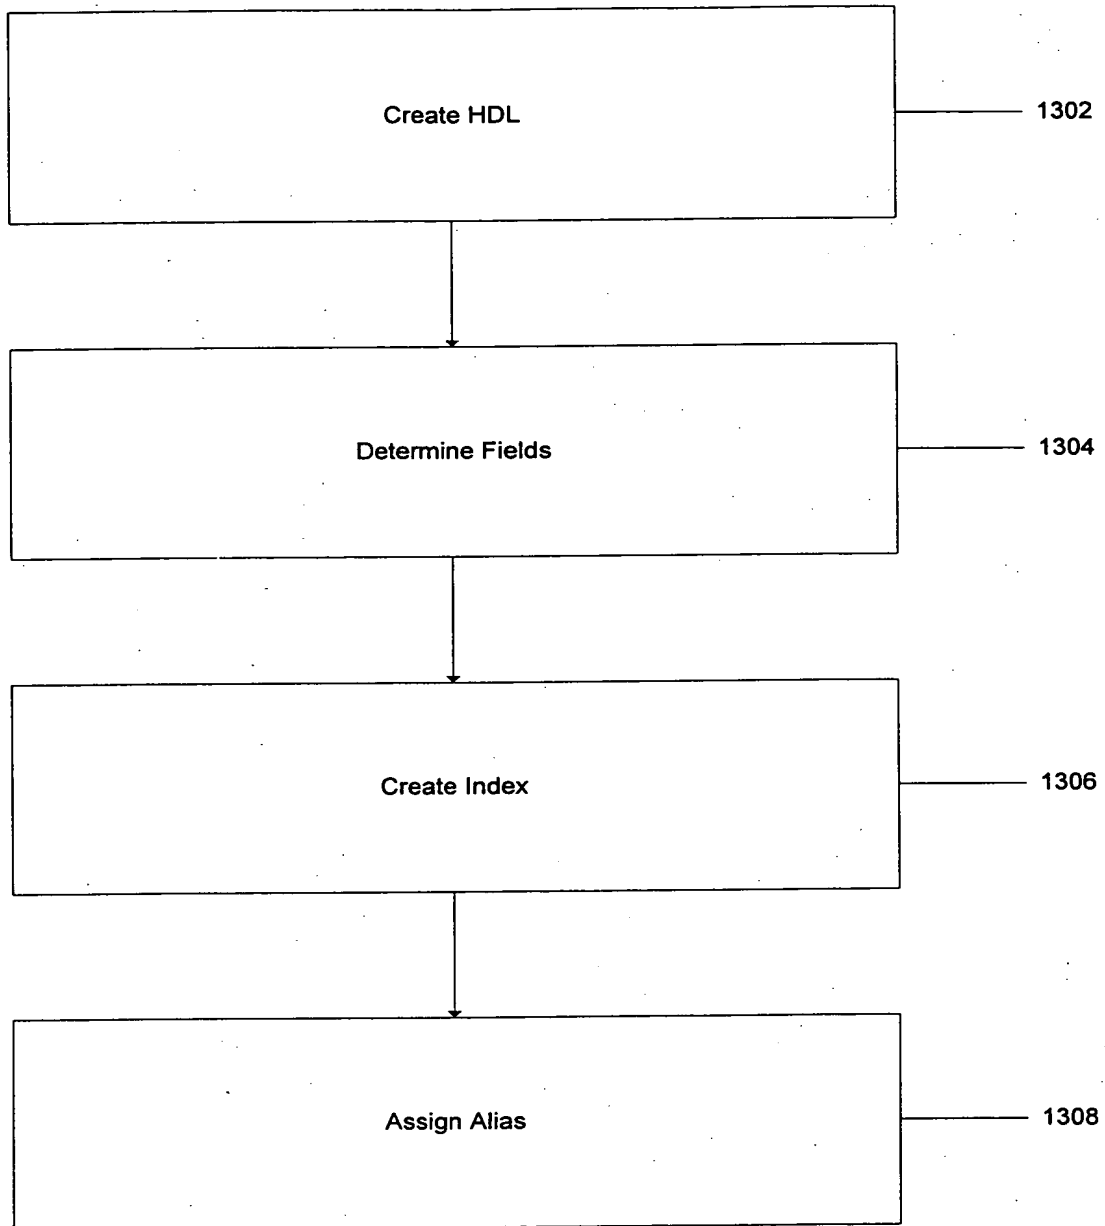 Create HDL
1302
Determine Fields
1304
Create Index
1306
Assign Alias
1308